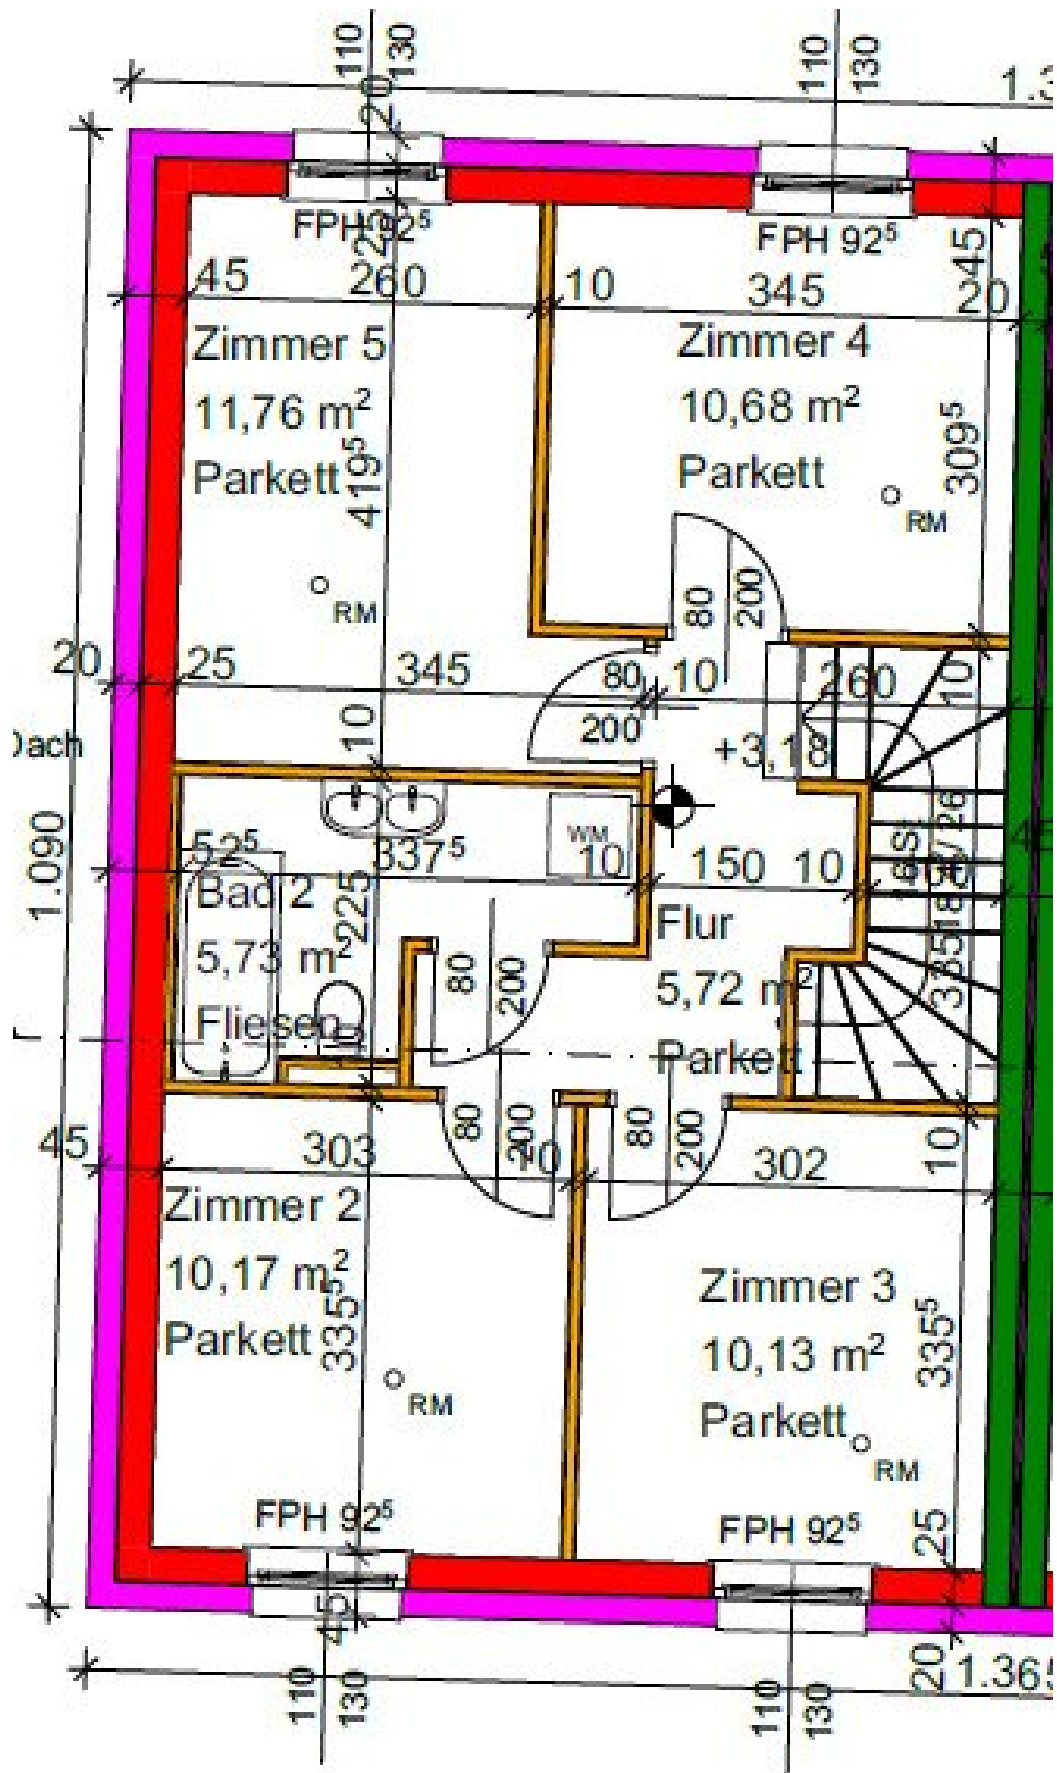 110
130
110
130
1.3
20
FPH 92⁵
FPH 92⁵
23
45
45
260
10
345
20
Zimmer 5
11,76 m²
Parkett
Zimmer 4
10,68 m²
Parkett
419⁵
309⁵
RM
RM
80
200
20
25
345
80
10
260
10
200
10
+3,18
Dach
1.090
52⁵
337⁵
WM
10
150
10
45
Bad 2
5,73 m²
Fliesen
225
80
200
Flur
5,72 m²
Parkett
335
80
200
80
200
10
45
303
302
10
Zimmer 2
10,17 m²
Parkett
335⁵
Zimmer 3
10,13 m²
Parkett
335⁵
RM
RM
FPH 92⁵
FPH 92⁵
25
45
20
1.365
110
130
110
130